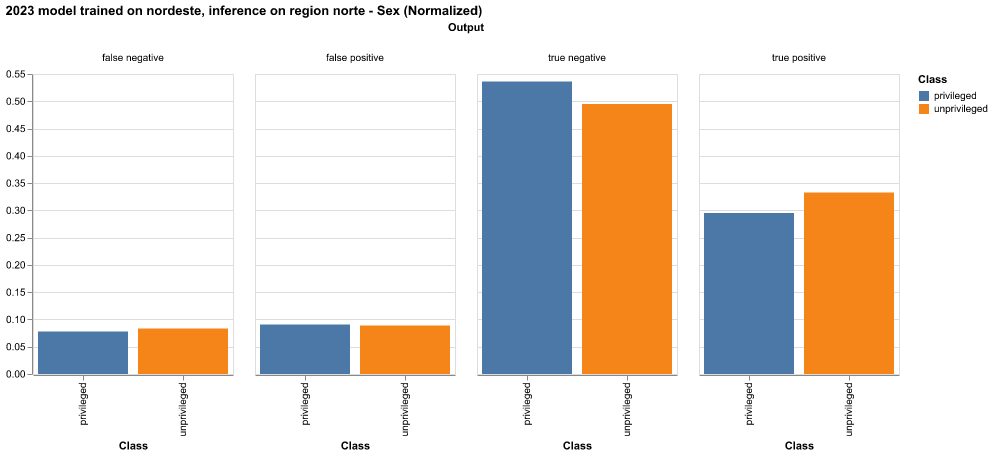 2023 model trained on nordeste, inference on region norte - Sex (Normalized)
Output
false negative
false positive
true negative
true positive
0.55
0.50
0.45
0.40
0.35
0.30
0.25
0.20
0.15
0.10
0.05
0.00
privileged
unprivileged
privileged
unprivileged
privileged
unprivileged
privileged
unprivileged
Class
Class
Class
Class
Class
privileged
unprivileged